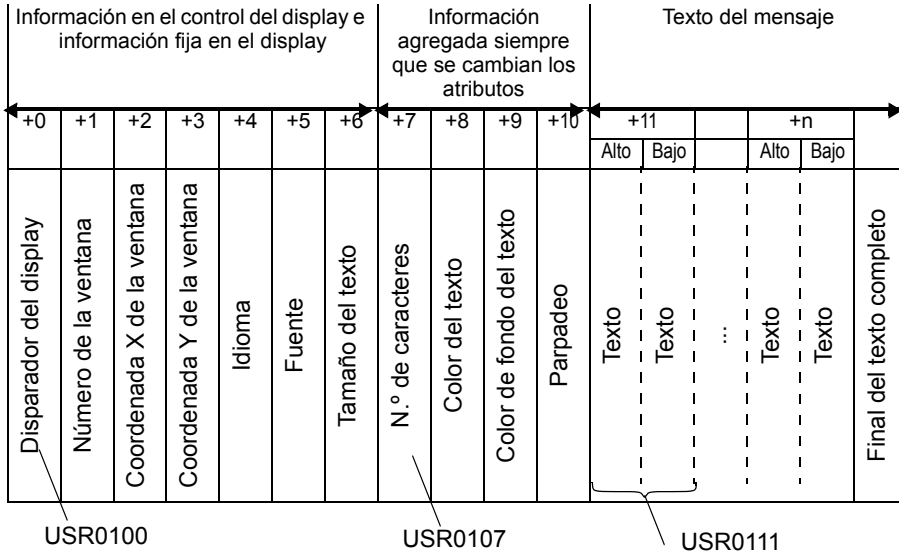 Información en el control del display e
información fija en el display
Información
agregada siempre
que se cambian los
atributos
Texto del mensaje
+0 +1 +2 +3 +4 +5 +6 +7 +8 +9 +10 +11 +n
Alto Bajo Alto Bajo
Disparador del display
Número de la ventana
Coordenada X de la ventana
Coordenada Y de la ventana
Idioma
Fuente
Tamaño del texto
N.º de caracteres
Color del texto
Color de fondo del texto
Parpadeo
Texto
Texto
...
Texto
Texto
Final del texto completo
USR0100 USR0107 USR0111